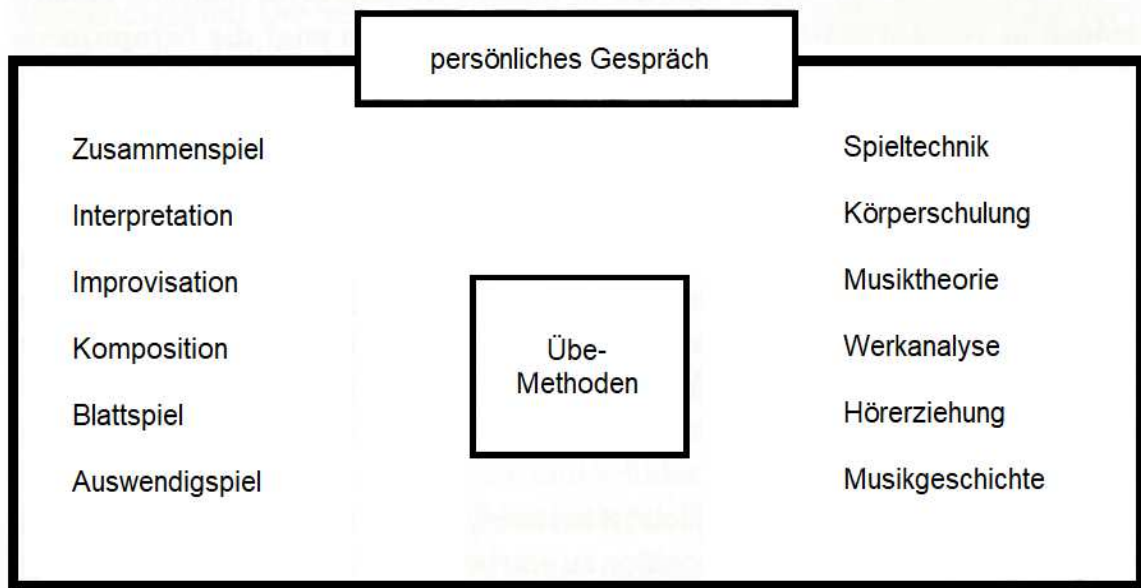 persönliches Gespräch
Zusammenspiel
Interpretation
Improvisation
Komposition
Blattspiel
Auswendigspiel
Übe-
Methoden
Spieltechnik
Körperschulung
Musiktheorie
Werkanalyse
Hörerziehung
Musikgeschichte